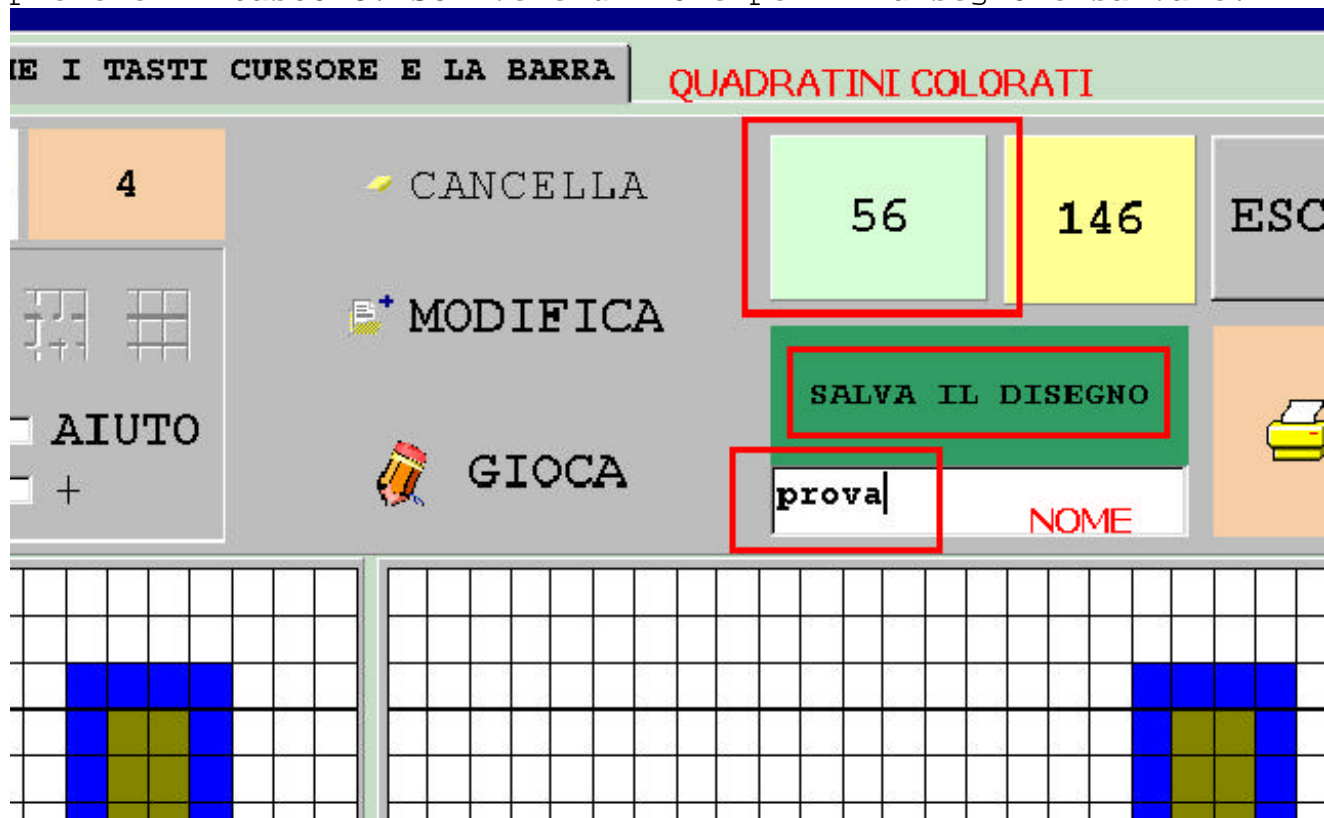 IE I TASTI CURSORE E LA BARRA
QUADRATINI COLORATI
4
CANCELLA
56
146
ESC
MODIFICA
SALVA IL DISEGNO
AIUTO
GIOCA
+
prova
NOME